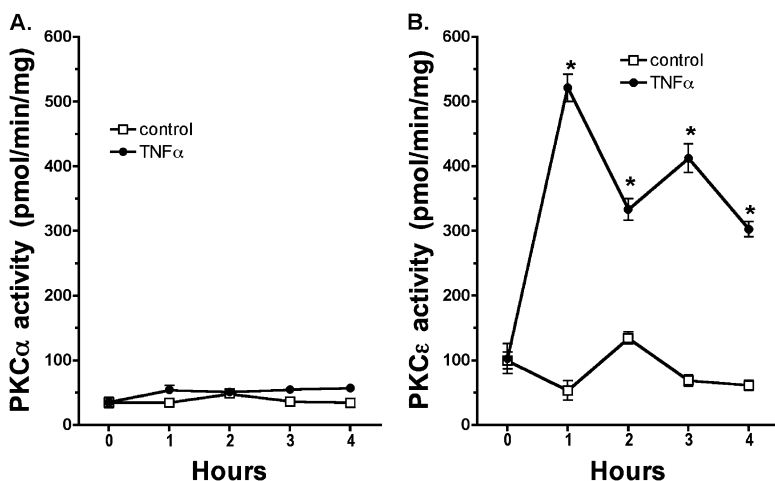 A.
PKCα activity (pmol/min/mg)
600
500
400
300
200
100
0
control
TNFα
0 1 2 3 4
Hours
B.
PKCε activity (pmol/min/mg)
600
500
400
300
200
100
0
control
TNFα
*
*
*
*
0 1 2 3 4
Hours